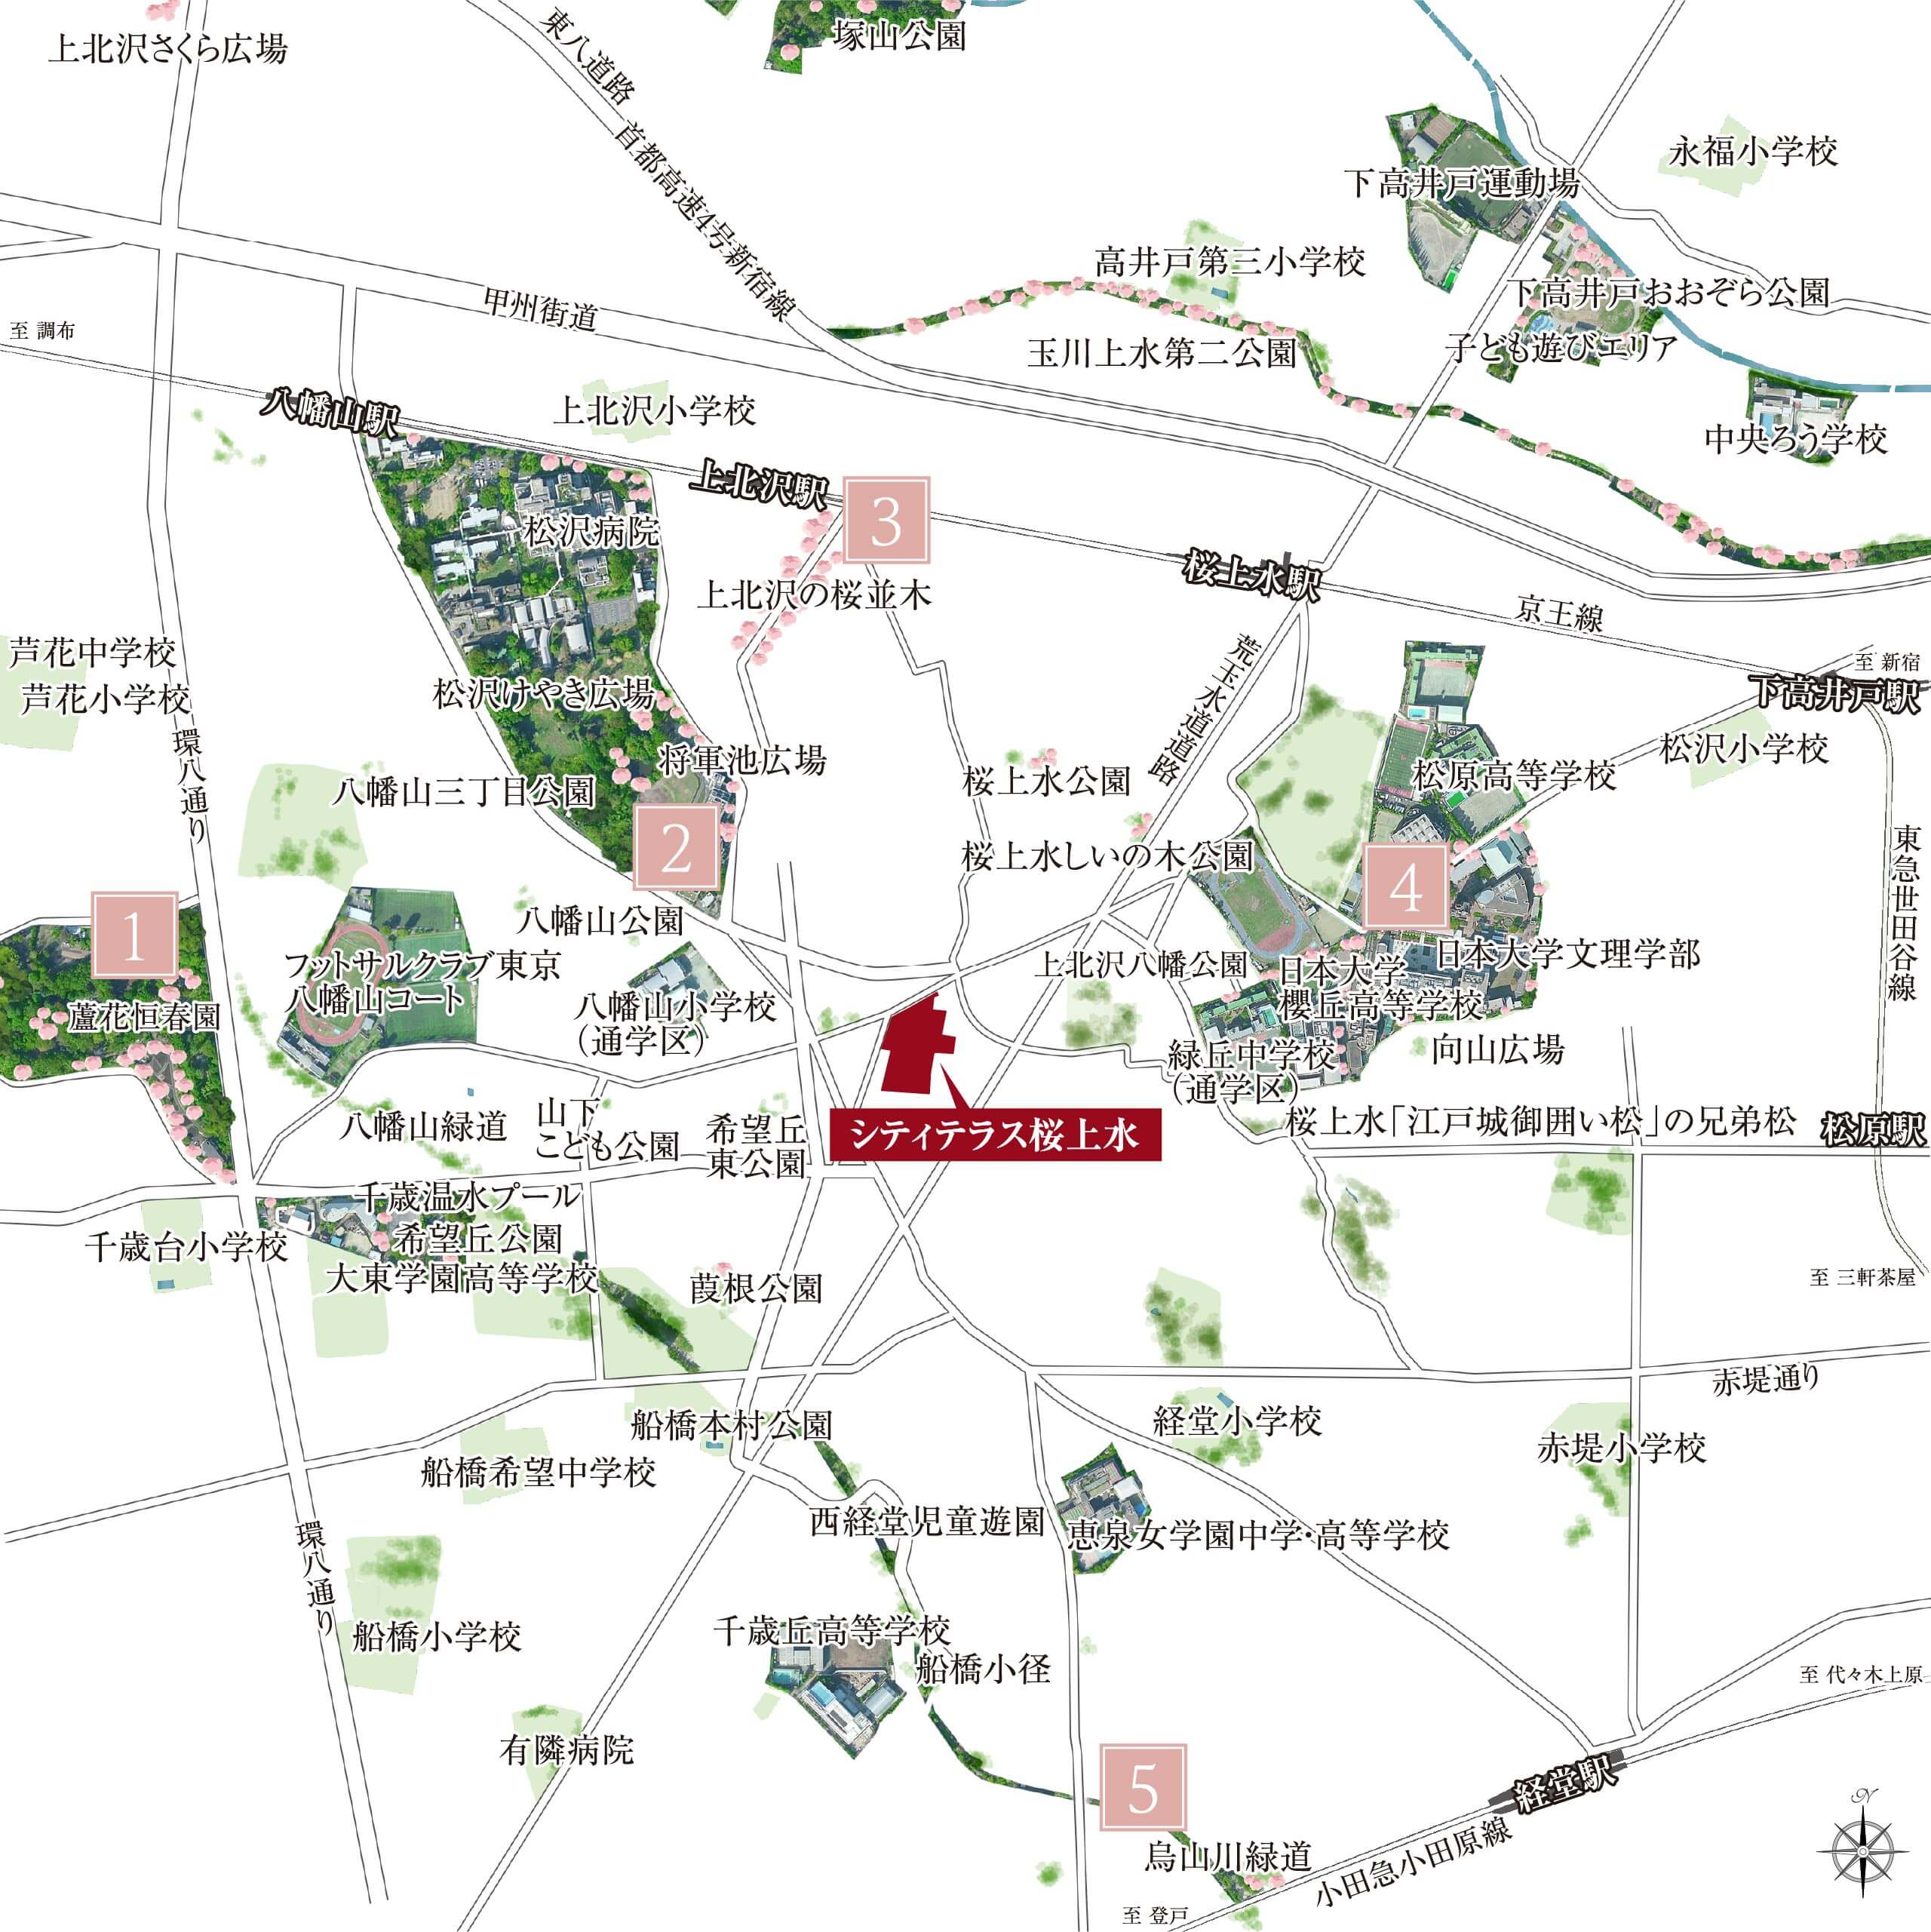 上北沢さくら広場
塚山公園
東八道路
首都高速4号新宿線
永福小学校
下高井戸運動場
高井戸第三小学校
下高井戸おおぞら公園
子ども遊びエリア
甲州街道
至 調布
玉川上水第二公園
八幡山駅
上北沢小学校
中央ろう学校
上北沢駅
3
松沢病院
桜上水駅
上北沢の桜並木
京王線
芦花中学校
芦花小学校
荒玉水道道路
至 新宿
下高井戸駅
松沢けやき広場
環八通り
将軍池広場
松沢小学校
八幡山三丁目公園
桜上水公園
松原高等学校
2
桜上水しいの木公園
4
東急世田谷線
1
八幡山公園
フットサルクラブ東京
八幡山コート
上北沢八幡公園
日本大学
櫻丘高等学校
日本大学文理学部
蘆花恒春園
八幡山小学校
(通学区)
緑丘中学校
(通学区)
向山広場
八幡山緑道
山下
こども公園
希望丘
東公園
シティテラス桜上水
桜上水「江戸城御囲い松」の兄弟松
松原駅
千歳温水プール
千歳台小学校
希望丘公園
大東学園高等学校
葭根公園
至 三軒茶屋
赤堤通り
船橋本村公園
経堂小学校
赤堤小学校
船橋希望中学校
西経堂児童遊園
恵泉女学園中学・高等学校
環八通り
船橋小学校
千歳丘高等学校
船橋小径
至 代々木上原
有隣病院
5
経堂駅
烏山川緑道
小田急小田原線
至 登戸
N